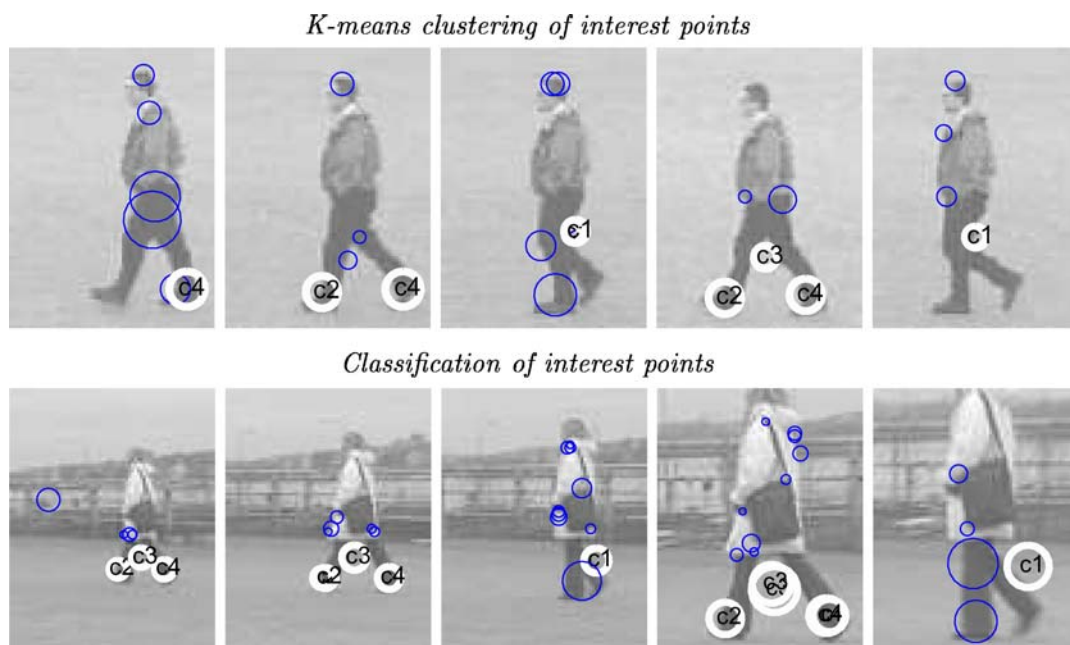 K-means clustering of interest points
c4
c2 c4
c1
c2 c3 c4
c1
Classification of interest points
c2 c3 c4
c2 c3 c4
c1
c2 c3 c3 c4
c1